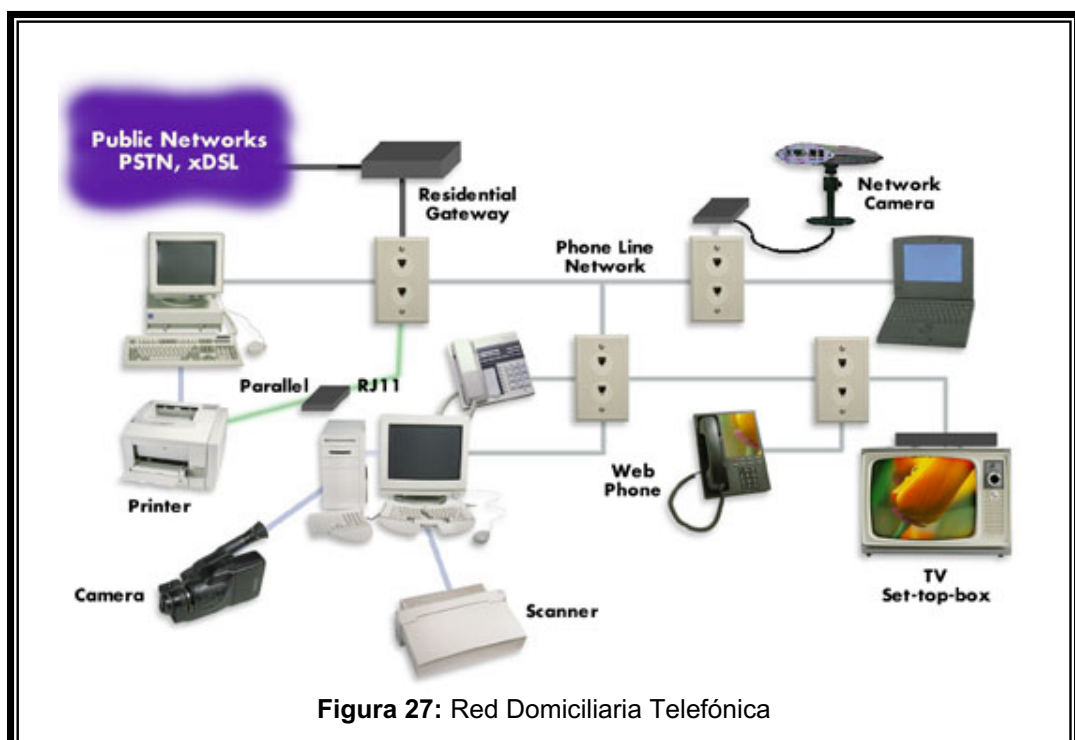 Public Networks
PSTN, xDSL
Residential
Gateway
Network
Camera
Phone Line
Network
Parallel
RJ11
Printer
Web
Phone
Camera
Scanner
TV
Set-top-box
Figura 27: Red Domiciliaria Telefónica